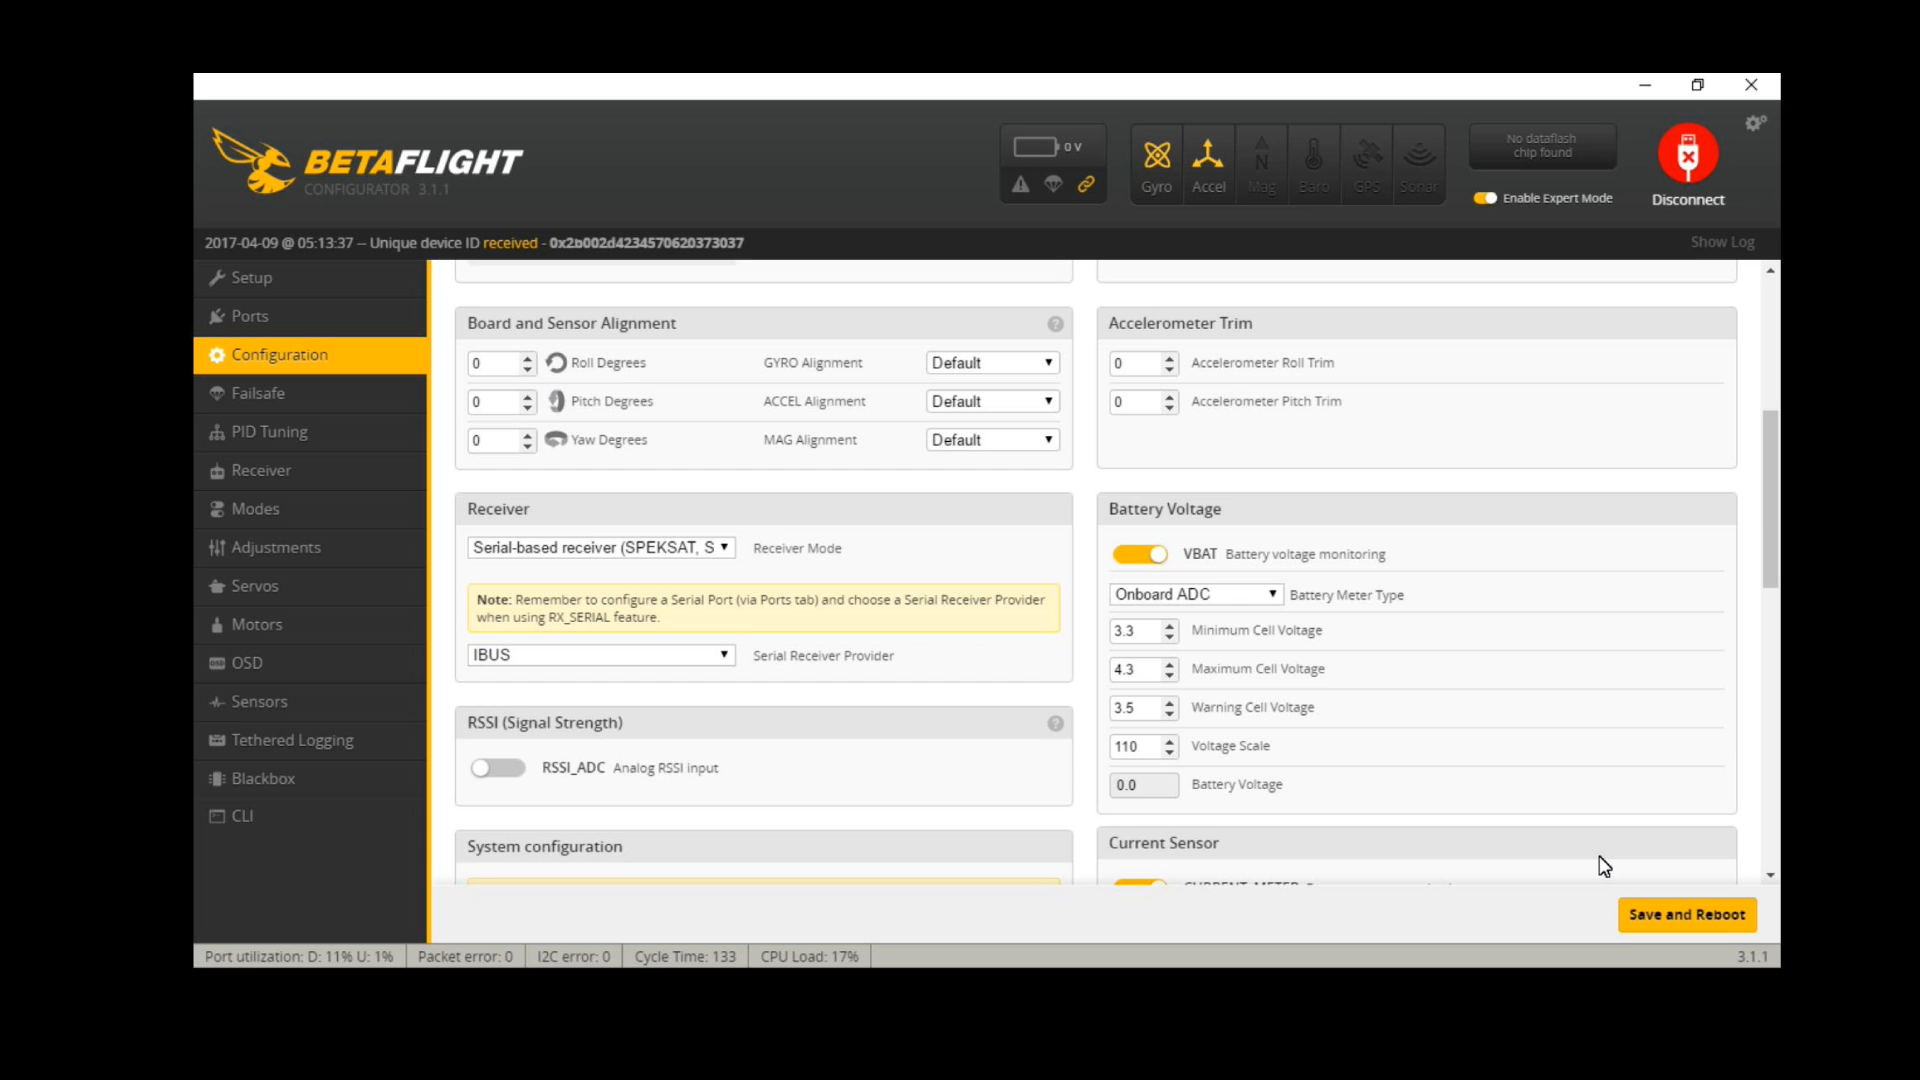 BETAFLIGHT
CONFIGURATOR 3.1.1
0 V
Gyro
Accel
Mag
Baro
GPS
Sonar
No dataflash
chip found
Enable Expert Mode
Disconnect
2017-04-09 @ 05:13:37 -- Unique device ID received - 0x2b002d4234570620373037
Show Log
Setup
Ports
Configuration
Failsafe
PID Tuning
Receiver
Modes
Adjustments
Servos
Motors
OSD
Sensors
Tethered Logging
Blackbox
CLI
Board and Sensor Alignment
0 Roll Degrees GYRO Alignment Default
0 Pitch Degrees ACCEL Alignment Default
0 Yaw Degrees MAG Alignment Default
Accelerometer Trim
0 Accelerometer Roll Trim
0 Accelerometer Pitch Trim
Receiver
Serial-based receiver (SPEKSAT, S Receiver Mode
Note: Remember to configure a Serial Port (via Ports tab) and choose a Serial Receiver Provider
when using RX_SERIAL feature.
IBUS Serial Receiver Provider
RSSI (Signal Strength)
RSSI_ADC Analog RSSI input
System configuration
Battery Voltage
VBAT Battery voltage monitoring
Onboard ADC Battery Meter Type
3.3 Minimum Cell Voltage
4.3 Maximum Cell Voltage
3.5 Warning Cell Voltage
110 Voltage Scale
0.0 Battery Voltage
Current Sensor
Save and Reboot
Port utilization: D: 11% U: 1%
Packet error: 0
I2C error: 0
Cycle Time: 133
CPU Load: 17%
3.1.1